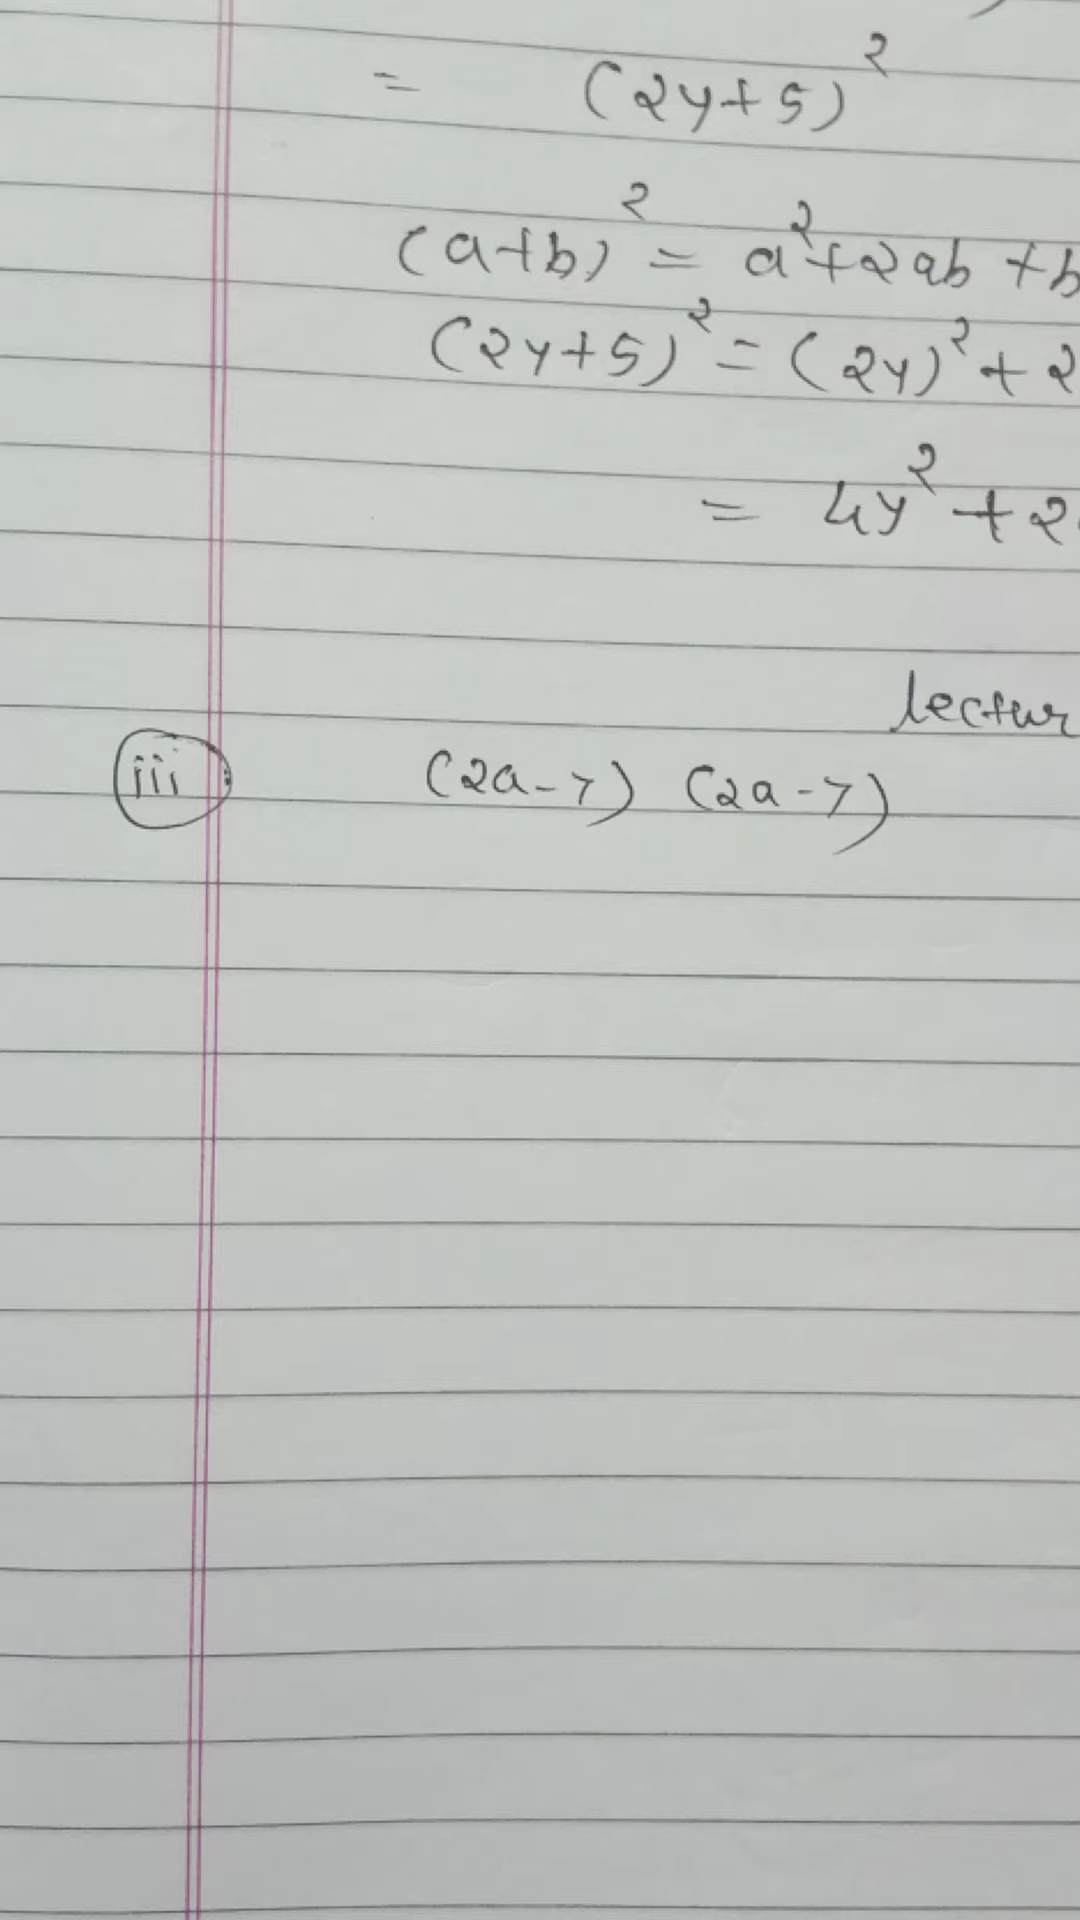 = (2y+5)²
(a+b)² = a²+2ab +b
(2y+5)² = (2y)² + 2
= 4y² + 2
lectur
iii (2a-7) (2a-7)